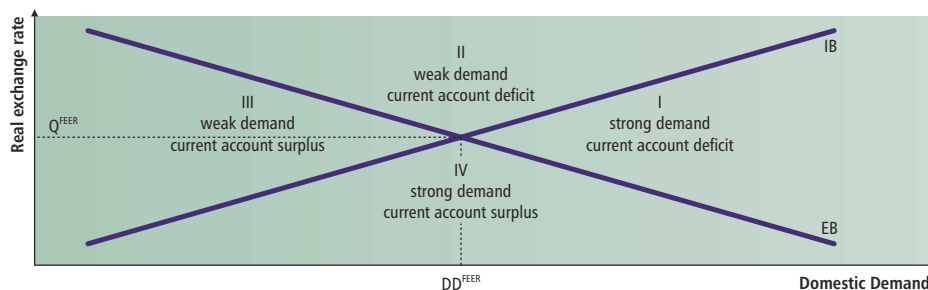 Real exchange rate
IB
II
weak demand
current account deficit
III
weak demand
current account surplus
I
strong demand
current account deficit
Q^FEER
IV
strong demand
current account surplus
EB
DD^FEER
Domestic Demand